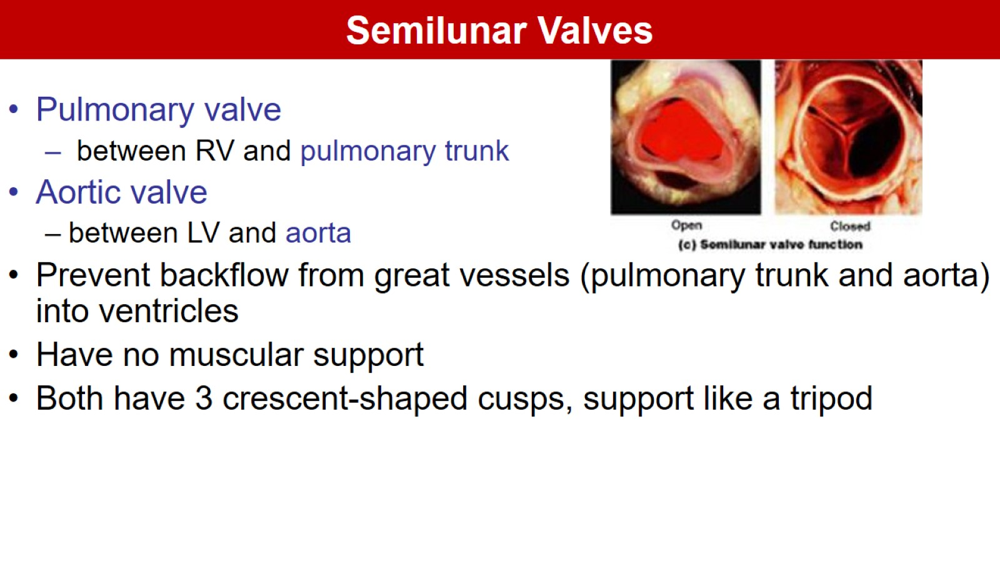 Semilunar Valves
• Pulmonary valve
– between RV and pulmonary trunk
• Aortic valve
– between LV and aorta
Open
Closed
(c) Semilunar valve function
• Prevent backflow from great vessels (pulmonary trunk and aorta)
into ventricles
• Have no muscular support
• Both have 3 crescent-shaped cusps, support like a tripod